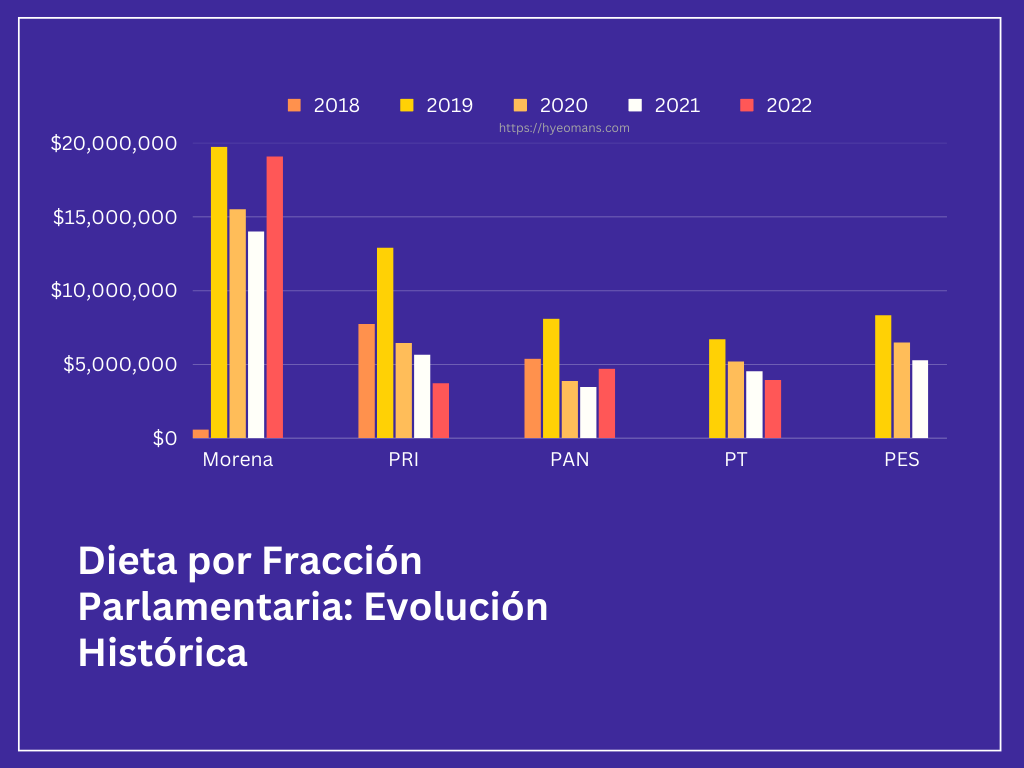 2018 2019 2020 2021 2022
https://hyeomans.com
$20,000,000
$15,000,000
$10,000,000
$5,000,000
$0
Morena PRI PAN PT PES
Dieta por Fracción
Parlamentaria: Evolución
Histórica